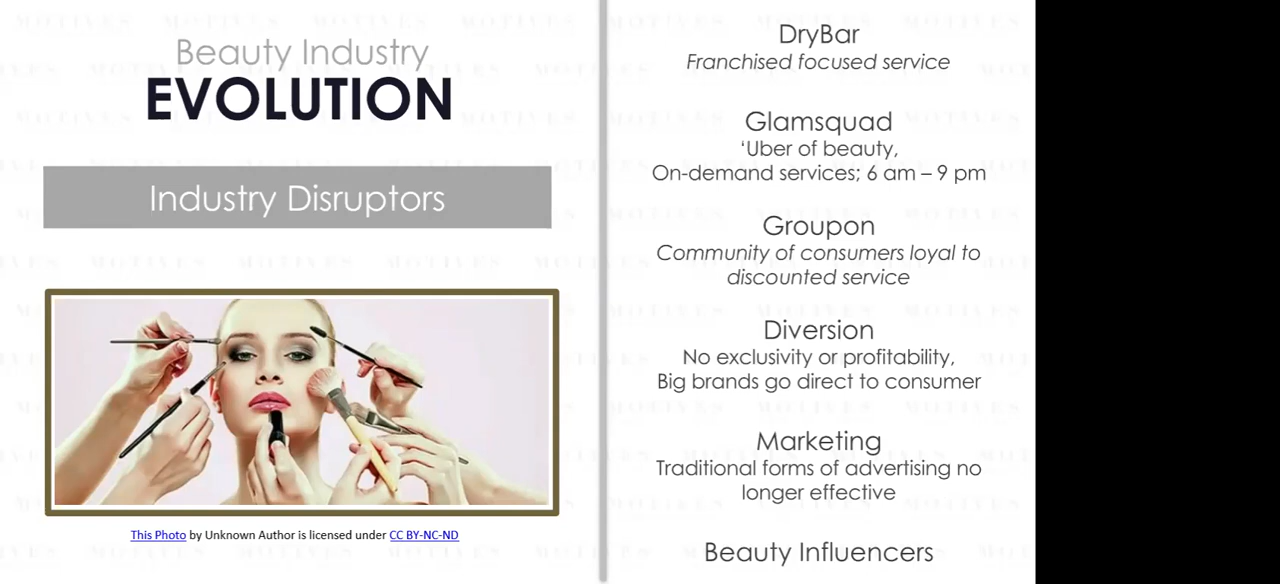 Beauty Industry
EVOLUTION
Industry Disruptors
This Photo by Unknown Author is licensed under CC BY-NC-ND
DryBar
Franchised focused service
Glamsquad
‘Uber of beauty,
On-demand services; 6 am – 9 pm
Groupon
Community of consumers loyal to
discounted service
Diversion
No exclusivity or profitability,
Big brands go direct to consumer
Marketing
Traditional forms of advertising no
longer effective
Beauty Influencers